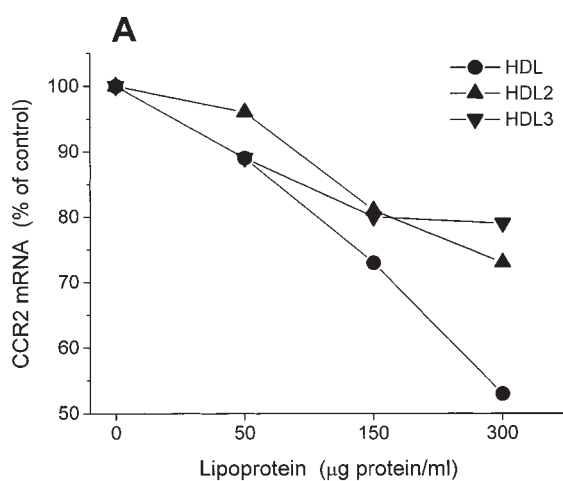 A
HDL
HDL2
HDL3
CCR2 mRNA (% of control)
100
90
80
70
60
50
0 50 150 300
Lipoprotein (μg protein/ml)